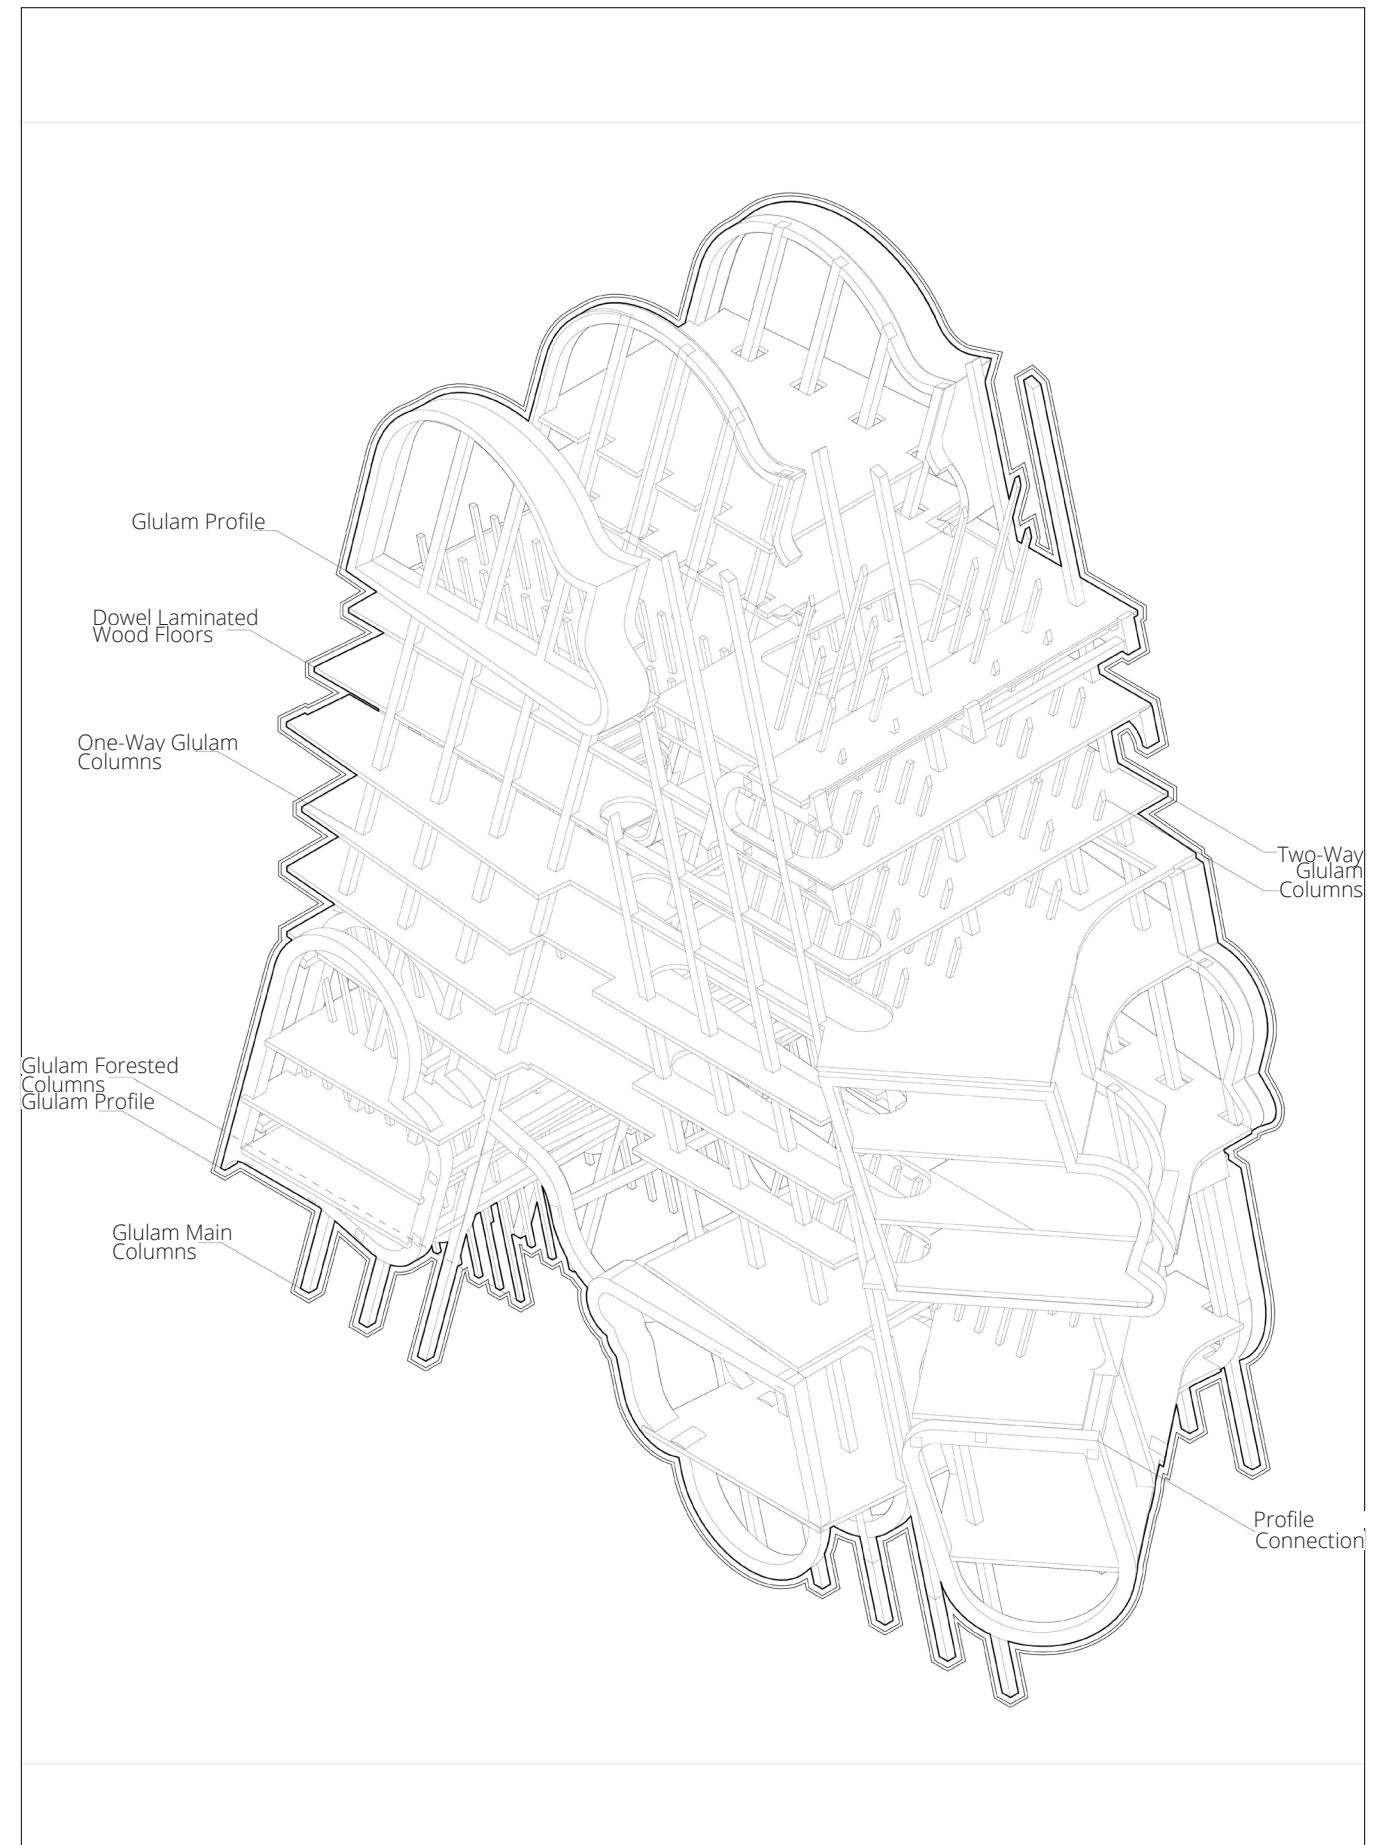 Glulam Profile
Dowel Laminated
Wood Floors
One-Way Glulam
Columns
Two-Way
Glulam
Columns
Glulam Forested
Columns
Glulam Profile
Glulam Main
Columns
Profile
Connection